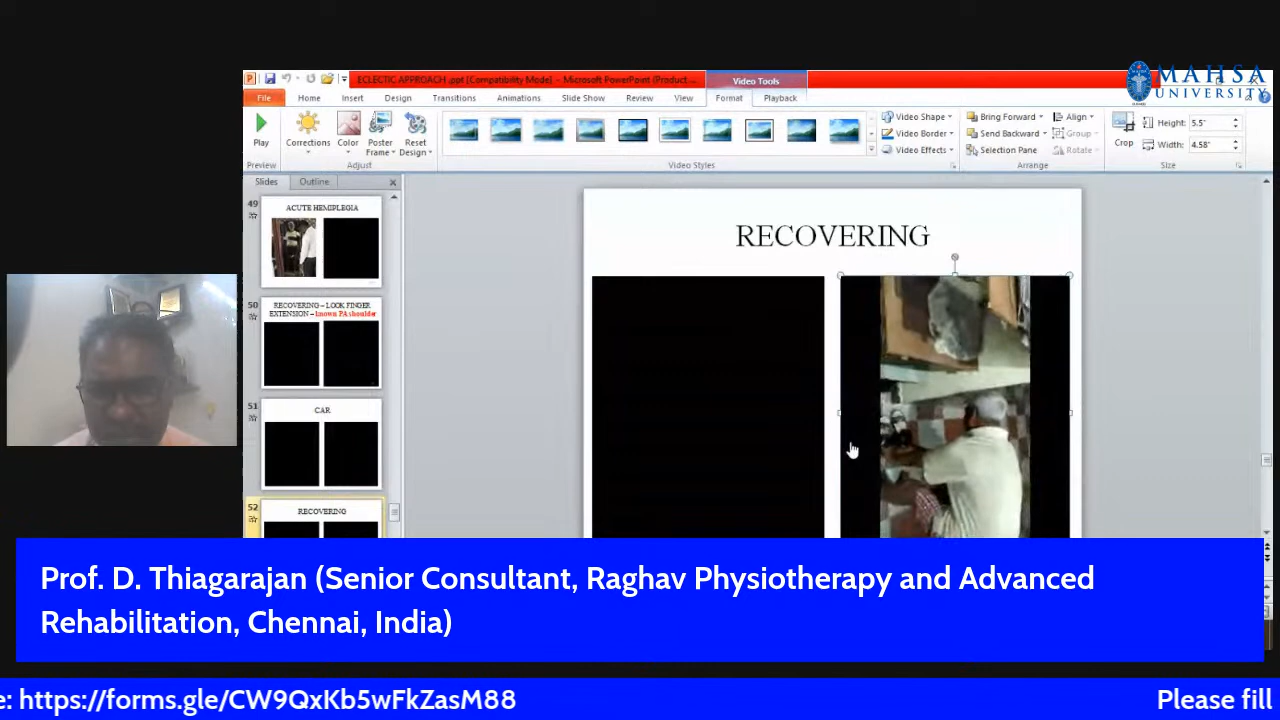 ECLECTIC APPROACH .ppt [Compatibility Mode] - Microsoft PowerPoint (Product ...
Video Tools
MAHSA
UNIVERSITY
File Home Insert Design Transitions Animations Slide Show Review View Format Playback
Play
Corrections
Color
Poster Frame
Reset Design
Video Shape
Video Border
Video Effects
Bring Forward
Send Backward
Selection Pane
Align
Group
Rotate
Crop
Height: 5.5"
Width: 4.58"
Preview Adjust Video Styles Arrange Size
Slides Outline
49
ACUTE HEMIPLEGIA
50
RECOVERING – LOOK FINGER
EXTENSION – known PA shoulder
51
CAR
52
RECOVERING
RECOVERING
Prof. D. Thiagarajan (Senior Consultant, Raghav Physiotherapy and Advanced
Rehabilitation, Chennai, India)
e: https://forms.gle/CW9QxKb5wFkZasM88 Please fill